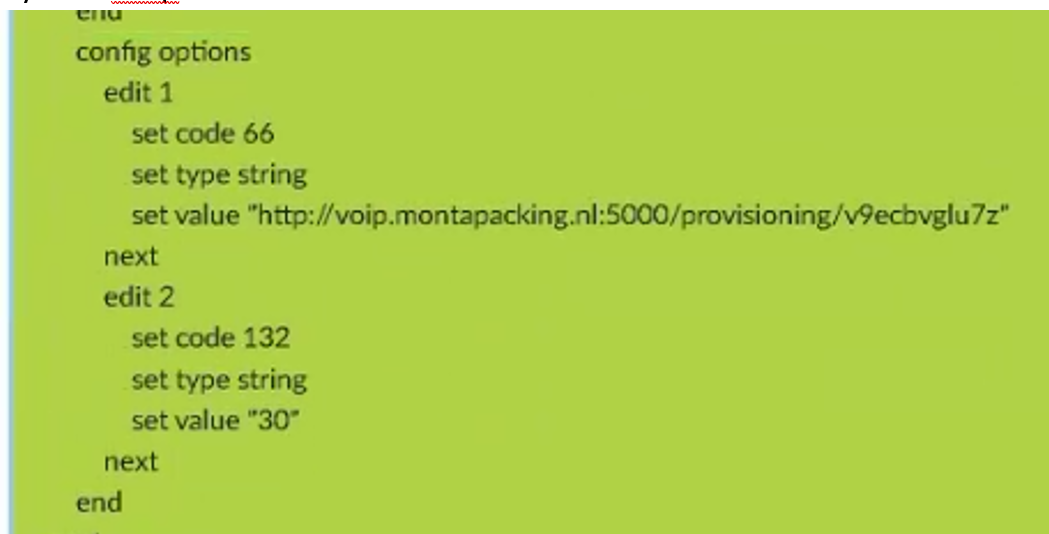 end
config options
edit 1
set code 66
set type string
set value "http://voip.montapacking.nl:5000/provisioning/v9ecbvglu7z"
next
edit 2
set code 132
set type string
set value "30"
next
end